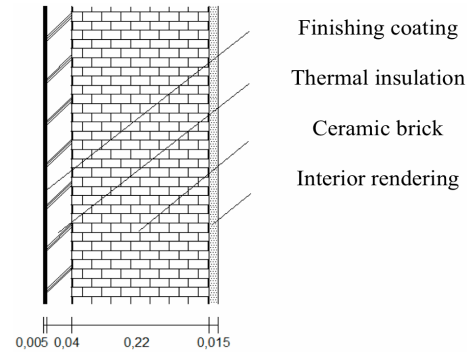 Finishing coating
Thermal insulation
Ceramic brick
Interior rendering
0,005 0,04 0,22 0,015